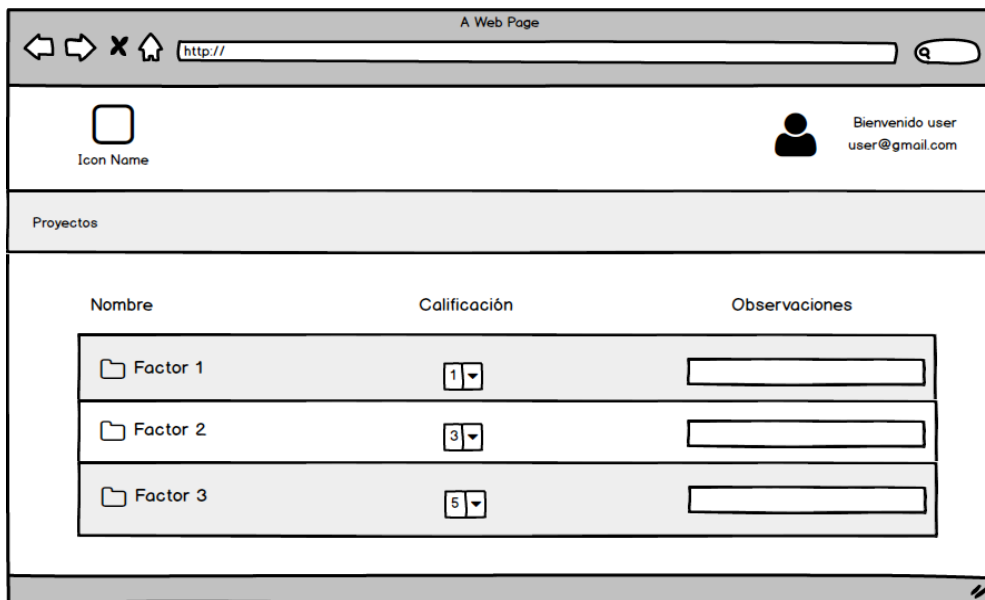 A Web Page
http://
Icon Name
Bienvenido user
user@gmail.com
Proyectos
Nombre Calificación Observaciones
Factor 1 1
Factor 2 3
Factor 3 5